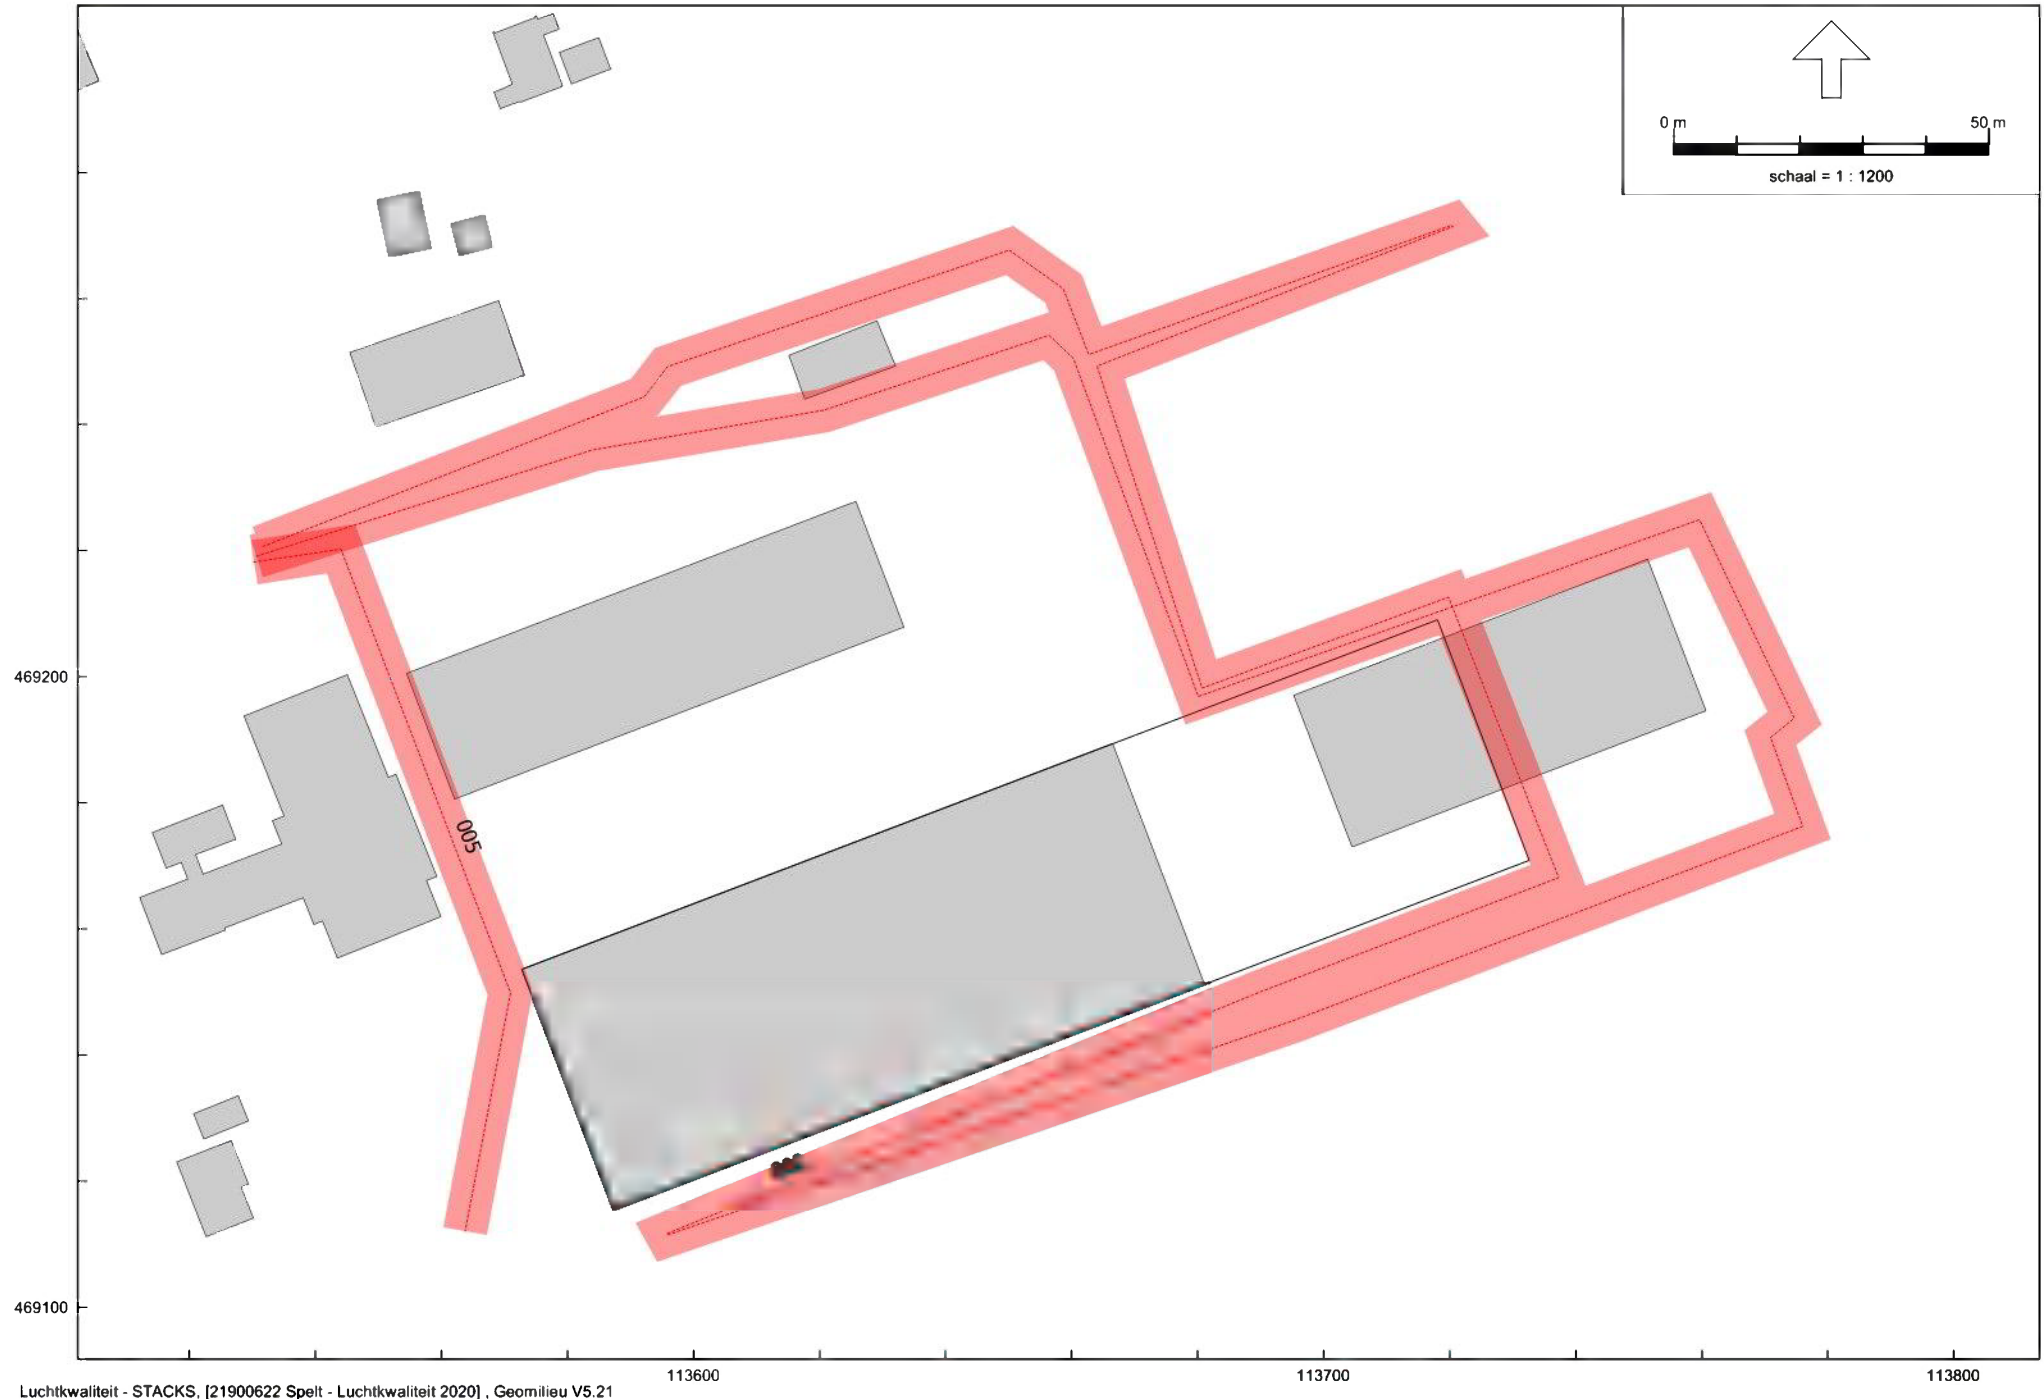 0 m 50 m
schaal = 1 : 1200
469200
005
469100
113600 113700 113800
Luchtkwaliteit - STACKS, [21900622 Spelt - Luchtkwaliteit 2020] , Geomilieu V5.21